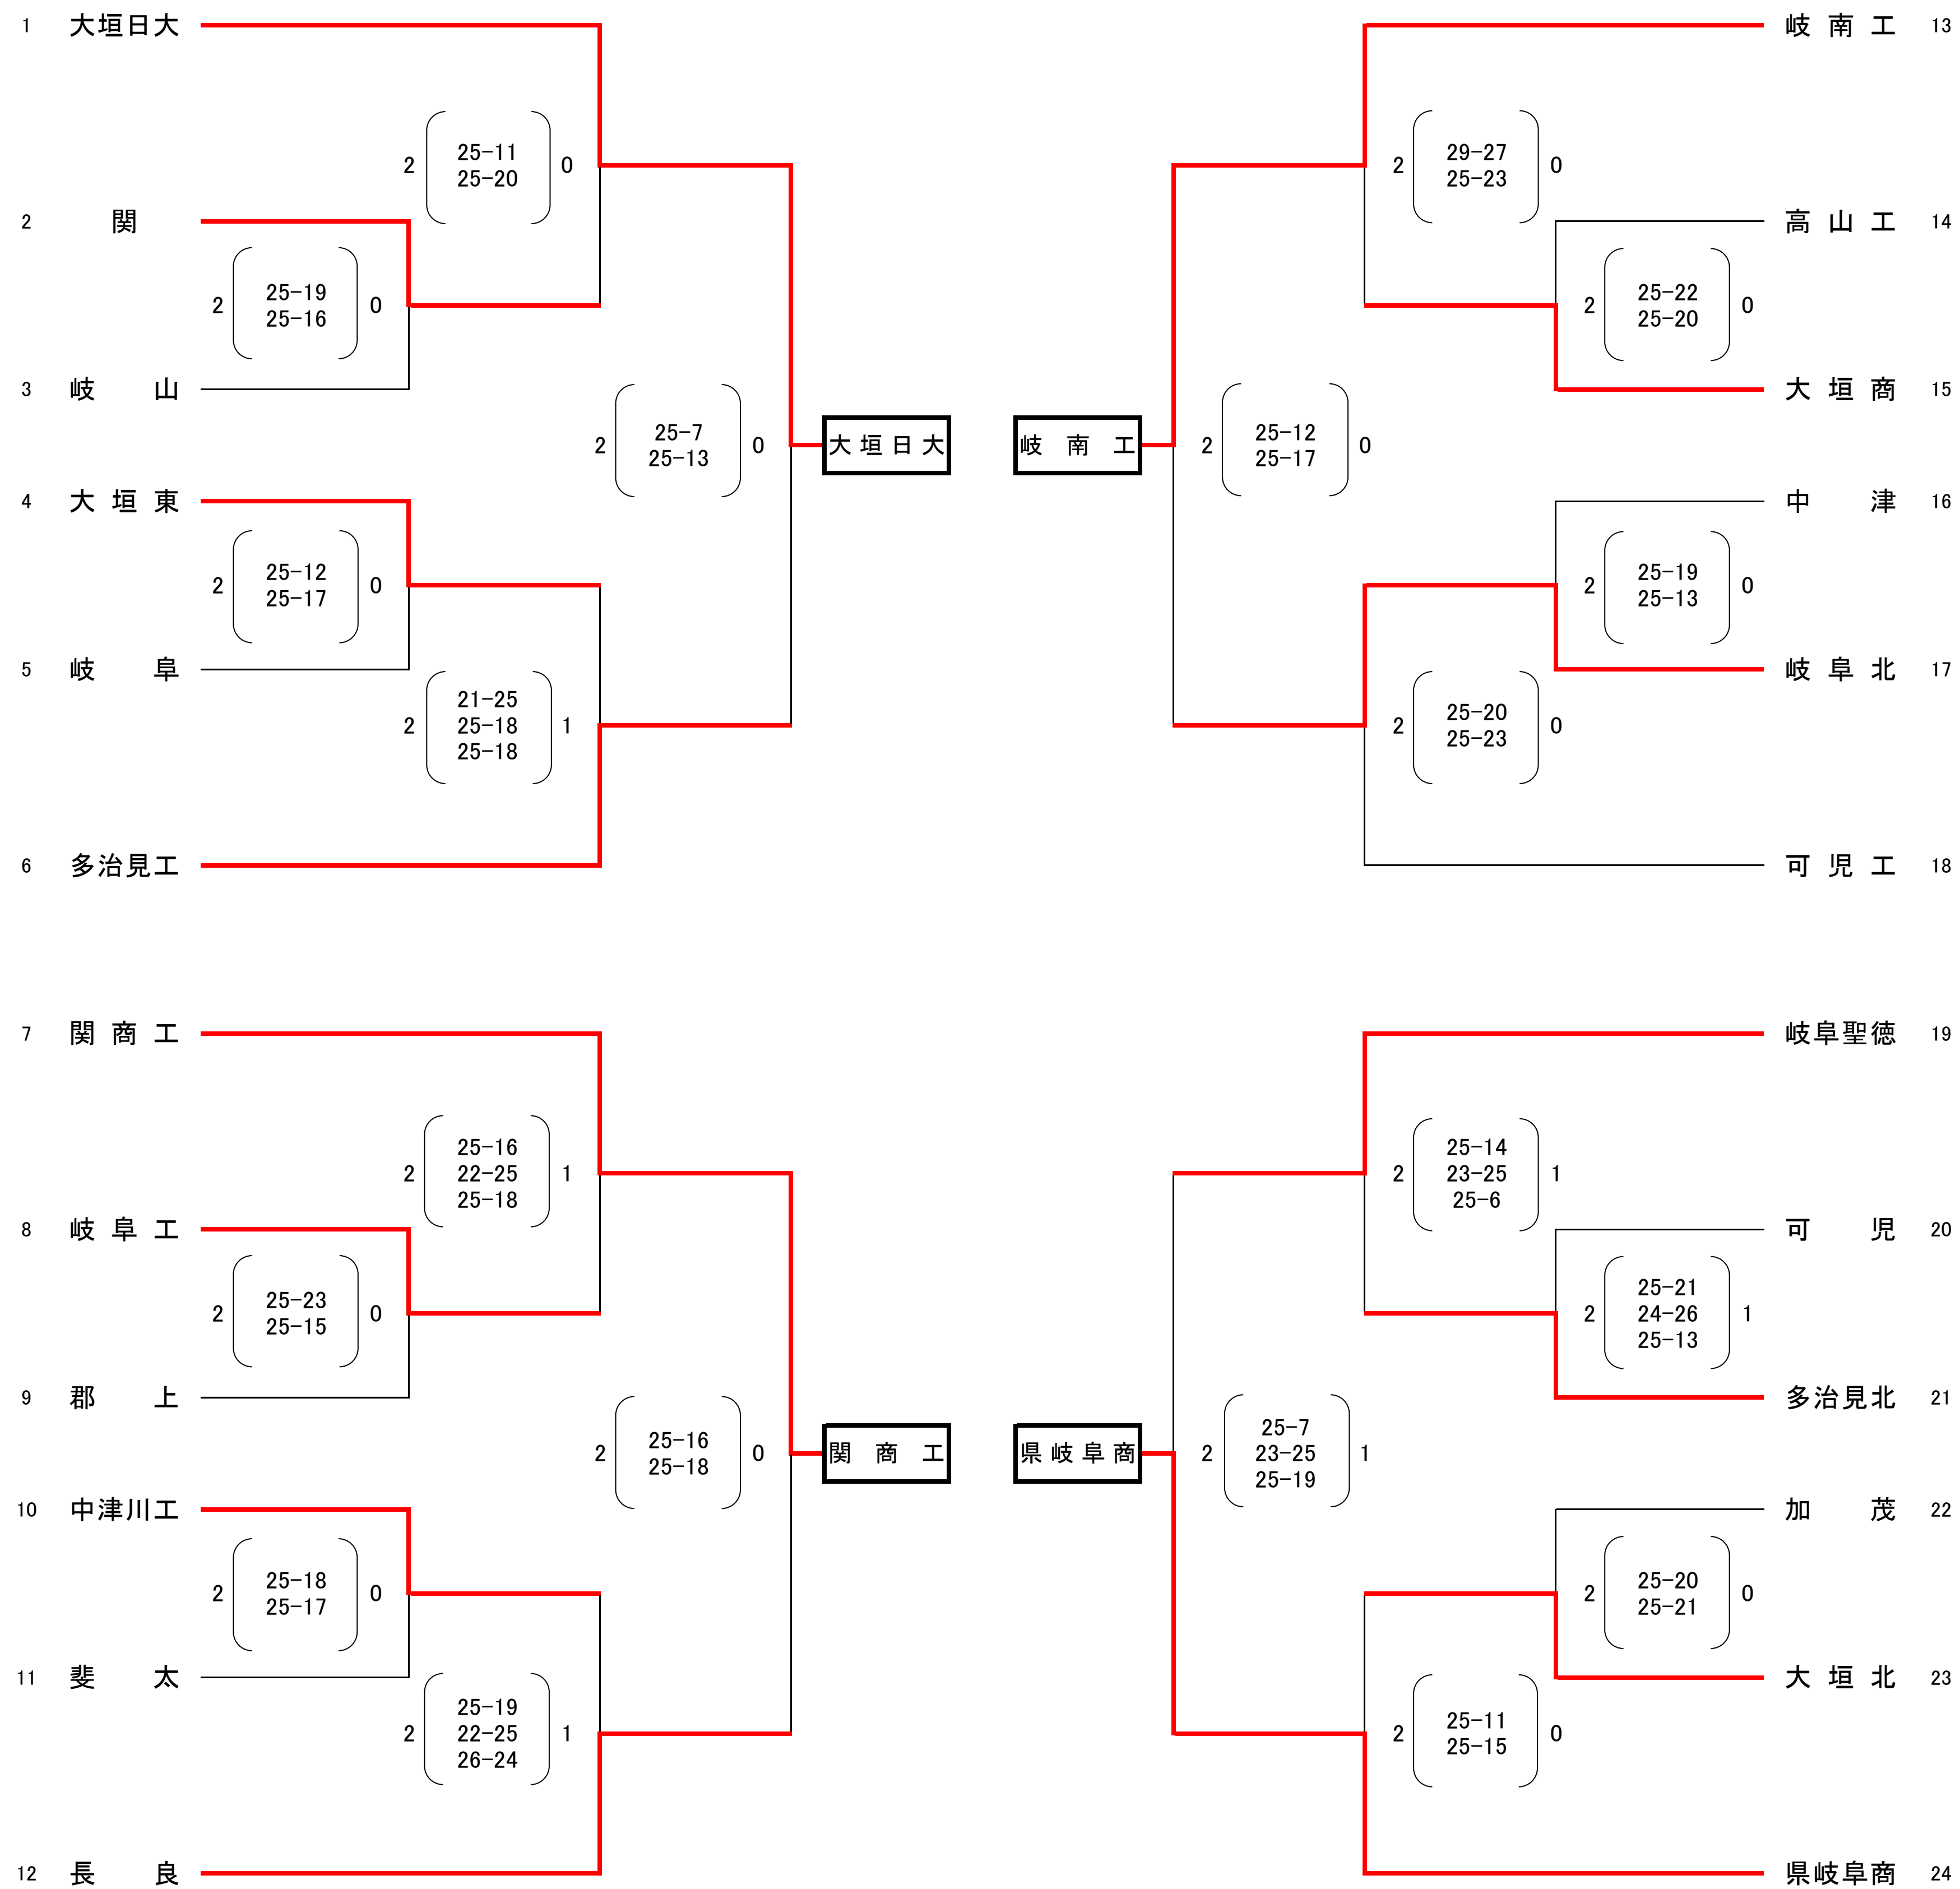 1 大垣日大
2 25-11 0
25-20
2 関
2 25-19 0
25-16
3 岐山
2 25-7 0
25-13
大垣日大
4 大垣東
2 25-12 0
25-17
5 岐阜
2 21-25 1
25-18
25-18
6 多治見工
岐南工 13
2 29-27 0
25-23
高山工 14
2 25-22 0
25-20
大垣商 15
岐南工
2 25-12 0
25-17
中津 16
2 25-19 0
25-13
岐阜北 17
2 25-20 0
25-23
可児工 18
7 関商工
2 25-16 1
22-25
25-18
8 岐阜工
2 25-23 0
25-15
9 郡上
2 25-16 0
25-18
関商工
10 中津川工
2 25-18 0
25-17
11 斐太
2 25-19 1
22-25
26-24
12 長良
岐阜聖徳 19
2 25-14 1
23-25
25-6
可児 20
2 25-21 1
24-26
25-13
多治見北 21
県岐阜商
2 25-7 1
23-25
25-19
加茂 22
2 25-20 0
25-21
大垣北 23
2 25-11 0
25-15
県岐阜商 24